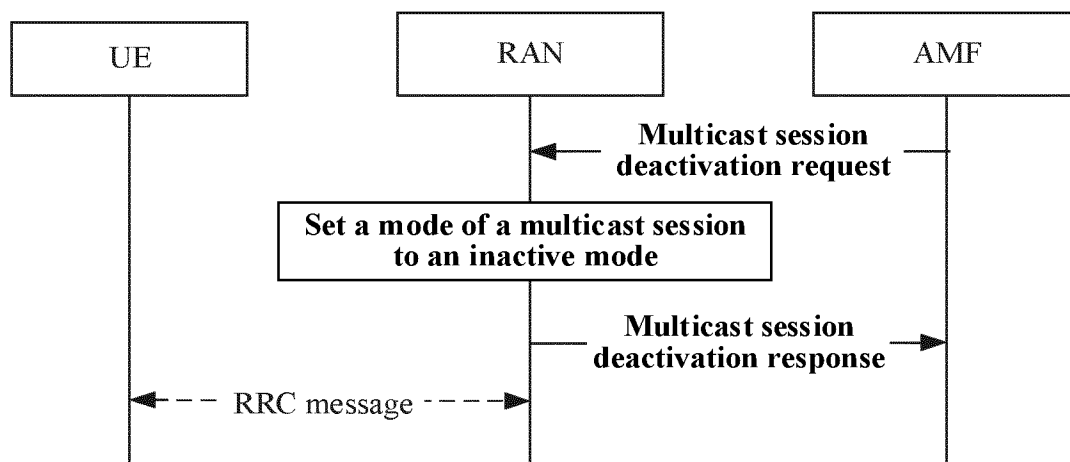 UE
RAN
AMF
Multicast session
deactivation request
Set a mode of a multicast session
to an inactive mode
Multicast session
deactivation response
RRC message